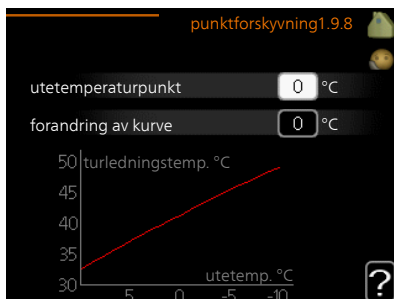 punktforskyvning1.9.8
utetemperaturpunkt 0 °C
forandring av kurve 0 °C
50 turledningstemp. °C
45
40
35
utetemp. °C
30
5 0 -5 -10
?